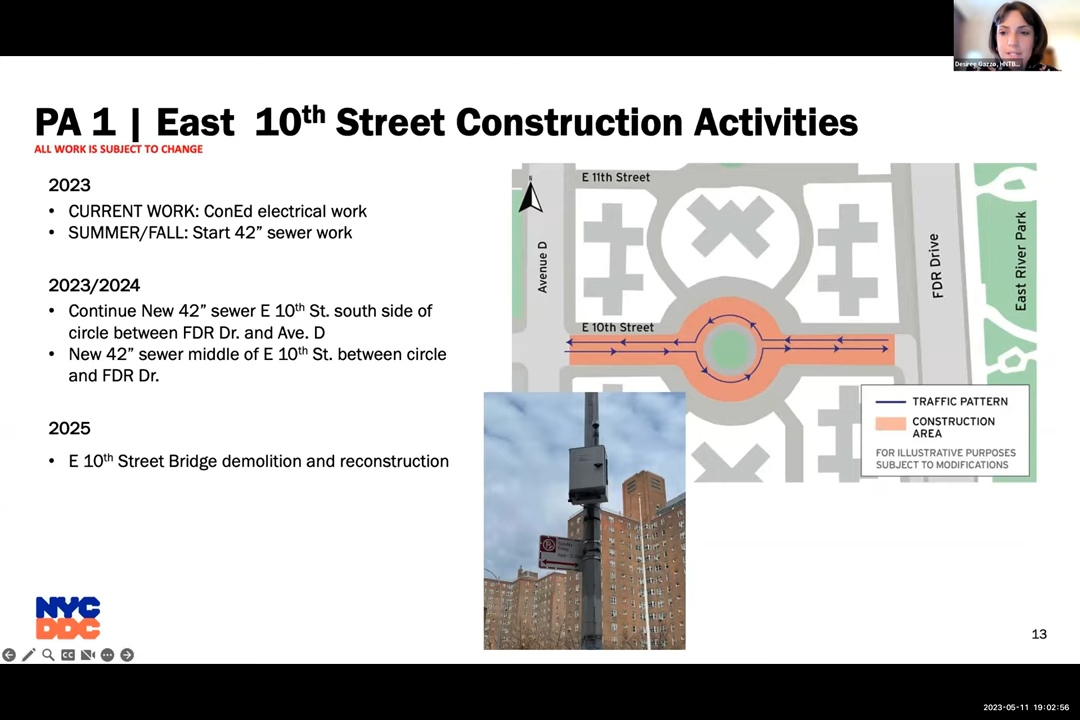 Desiree Gazzo, HNTB...
PA 1 | East 10th Street Construction Activities
ALL WORK IS SUBJECT TO CHANGE
2023
• CURRENT WORK: ConEd electrical work
• SUMMER/FALL: Start 42” sewer work
2023/2024
• Continue New 42” sewer E 10th St. south side of
circle between FDR Dr. and Ave. D
• New 42” sewer middle of E 10th St. between circle
and FDR Dr.
2025
• E 10th Street Bridge demolition and reconstruction
N
E 11th Street
Avenue D
E 10th Street
FDR Drive
East River Park
TRAFFIC PATTERN
CONSTRUCTION
AREA
FOR ILLUSTRATIVE PURPOSES
SUBJECT TO MODIFICATIONS
NYC
DDC
CC
13
2023-05-11 19:02:56